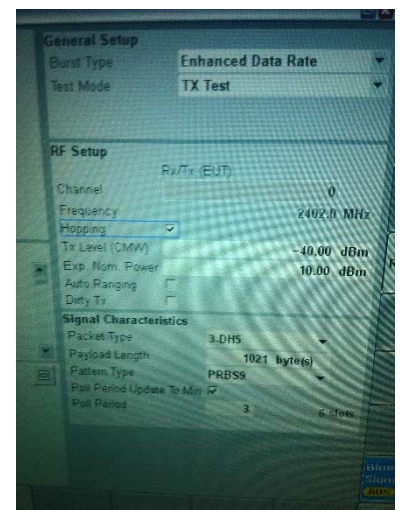 General Setup
Burst Type Enhanced Data Rate
Test Mode TX Test
RF Setup
Rx/Tx (EUT)
Channel 0
Frequency 2402.0 MHz
Hopping
Tx Level (CMW) -40.00 dBm
Exp. Nom. Power 10.00 dBm
Auto Ranging
Dirty Tx
Signal Characteristics
Packet Type 3-DH5
Payload Length 1021 byte(s)
Pattern Type PRBS9
Poll Period Update To Min
Poll Period 3 6 slots
Blue
Signa
RUN